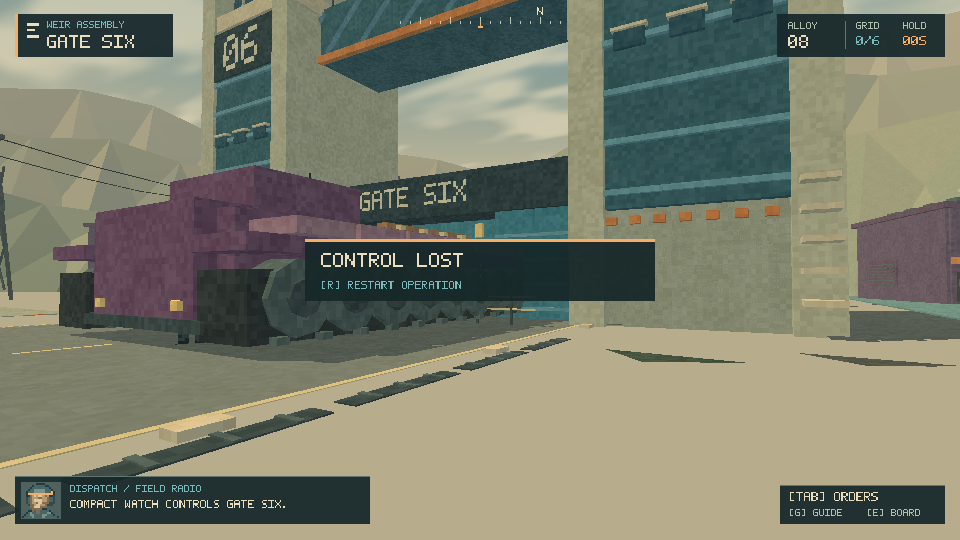 WEIR ASSEMBLY
GATE SIX
N
ALLOY
08
GRID
0/6
HOLD
00S
06
GATE SIX
CONTROL LOST
[R] RESTART OPERATION
DISPATCH / FIELD RADIO
COMPACT WATCH CONTROLS GATE SIX.
[TAB] ORDERS
[G] GUIDE [E] BOARD